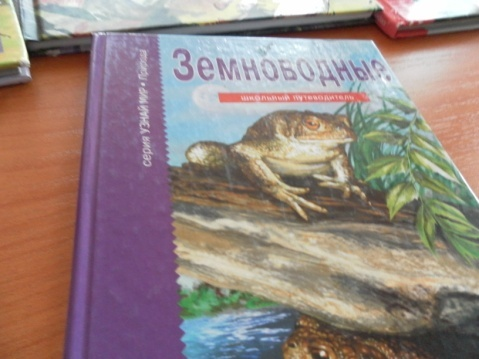 Земноводные
школьный путеводитель
серия УЗНАЙ МИР • Природа